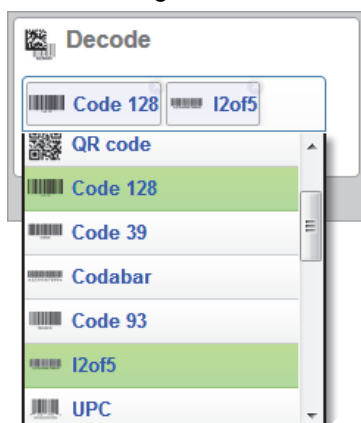 Decode
Code 128 I2of5
QR code
Code 128
Code 39
Codabar
Code 93
I2of5
UPC